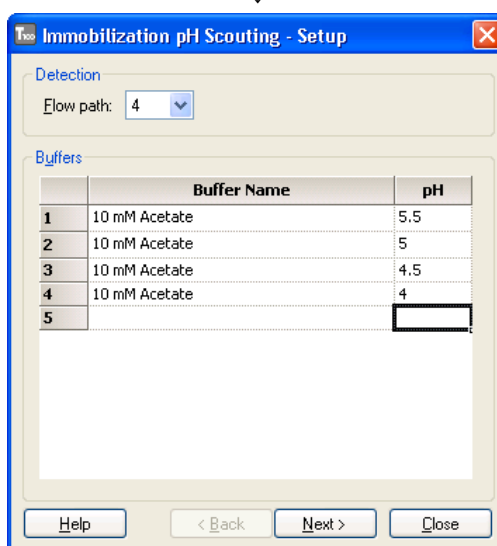 T100 Immobilization pH Scouting - Setup
Detection
Flow path: 4
Buffers
Buffer Name pH
1 10 mM Acetate 5.5
2 10 mM Acetate 5
3 10 mM Acetate 4.5
4 10 mM Acetate 4
5
Help < Back Next > Close